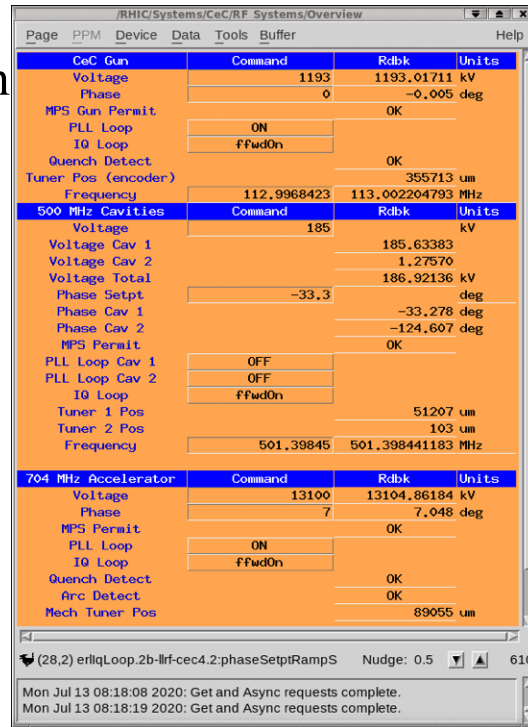 /RHIC/Systems/CeC/RF Systems/Overview
Page PPM Device Data Tools Buffer Help
CeC Gun Command Rdbk Units
Voltage 1193 1193.01711 kV
Phase 0 -0.005 deg
MPS Gun Permit OK
PLL Loop ON
IQ Loop ffwdOn
Quench Detect OK
Tuner Pos (encoder) 355713 um
Frequency 112.9968423 113.002204793 MHz
500 MHz Cavities Command Rdbk Units
Voltage 185 kV
Voltage Cav 1 185.63383
Voltage Cav 2 1.27570
Voltage Total 186.92136 kV
Phase Setpt -33.3 deg
Phase Cav 1 -33.278 deg
Phase Cav 2 -124.607 deg
MPS Permit OK
PLL Loop Cav 1 OFF
PLL Loop Cav 2 OFF
IQ Loop ffwdOn
Tuner 1 Pos 51207 um
Tuner 2 Pos 103 um
Frequency 501.39845 501.398441183 MHz
704 MHz Accelerator Command Rdbk Units
Voltage 13100 13104.86184 kV
Phase 7 7.048 deg
MPS Permit OK
PLL Loop ON
IQ Loop ffwdOn
Quench Detect OK
Arc Detect OK
Mech Tuner Pos 89055 um
(28,2) erlIqLoop.2b-llrf-cec4.2:phaseSetptRampS Nudge: 0.5
Mon Jul 13 08:18:08 2020: Get and Async requests complete.
Mon Jul 13 08:18:19 2020: Get and Async requests complete.